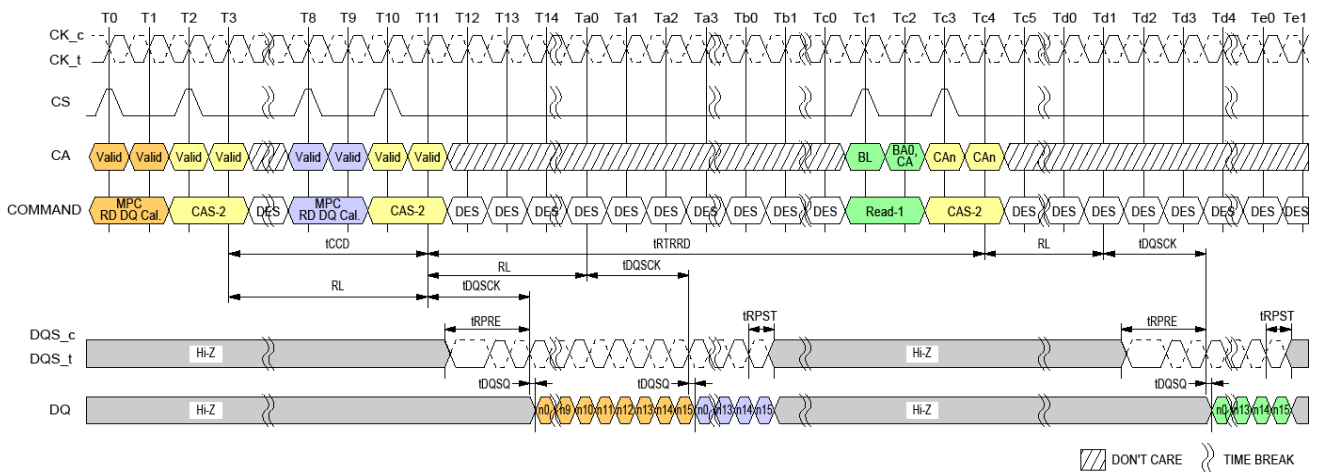 T0 T1 T2 T3 T8 T9 T10 T11 T12 T13 T14 Ta0 Ta1 Ta2 Ta3 Tb0 Tb1 Tc0 Tc1 Tc2 Tc3 Tc4 Tc5 Td0 Td1 Td2 Td3 Td4 Te0 Te1
CK_c
CK_t
CS
CA Valid Valid Valid Valid Valid Valid Valid Valid BL BA0, CA CAn CAn
COMMAND MPC RD DQ Cal. CAS-2 DES MPC RD DQ Cal. CAS-2 DES DES DES DES DES DES DES DES DES DES Read-1 CAS-2 DES DES DES DES DES DES DES DES
tCCD tRTRRD RL tDQSCK
RL tDQSCK
RL tDQSCK
tRPRE tRPST tRPRE tRPST
DQS_c
DQS_t Hi-Z Hi-Z
tDQSQ tDQSQ tDQSQ
DQ Hi-Z n0 n9 n10 n11 n12 n13 n14 n15 n0 n13 n14 n15 Hi-Z n0 n13 n14 n15
DON'T CARE TIME BREAK